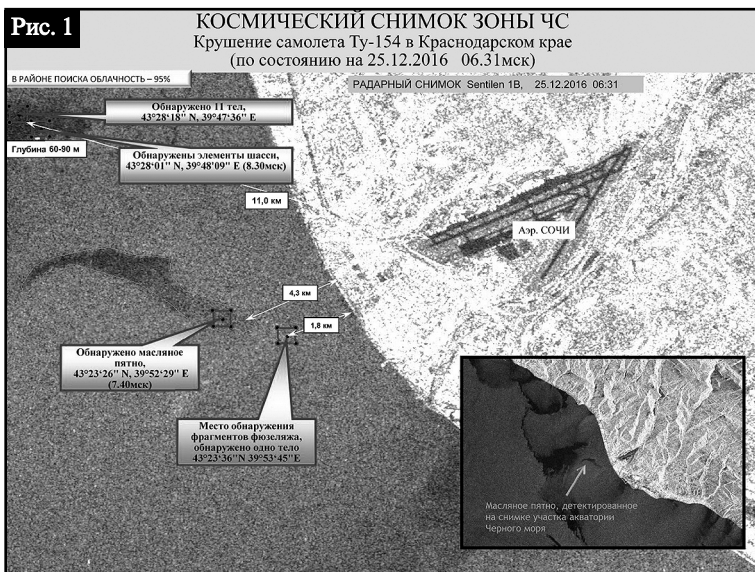 Рис. 1
КОСМИЧЕСКИЙ СНИМОК ЗОНЫ ЧС
Крушение самолета Ту-154 в Краснодарском крае
(по состоянию на 25.12.2016 06.31мск)
В РАЙОНЕ ПОИСКА ОБЛАЧНОСТЬ – 95%
РАДАРНЫЙ СНИМОК Sentilen 1В, 25.12.2016 06:31
Обнаружено 11 тел,
43°28'18" N, 39°47'36" E
Глубина 60-90 м
Обнаружены элементы шасси,
43°28'01" N, 39°48'09" E (8.30мск)
11,0 км
Аэр. СОЧИ
4,3 км
1,8 км
Обнаружено масляное
пятно,
43°23'26" N, 39°52'29" E
(7.40мск)
Место обнаружения
фрагментов фюзеляжа,
обнаружено одно тело
43°23'36"N 39°53'45"E
Масляное пятно, детектированное
на снимке участка акватории
Черного моря